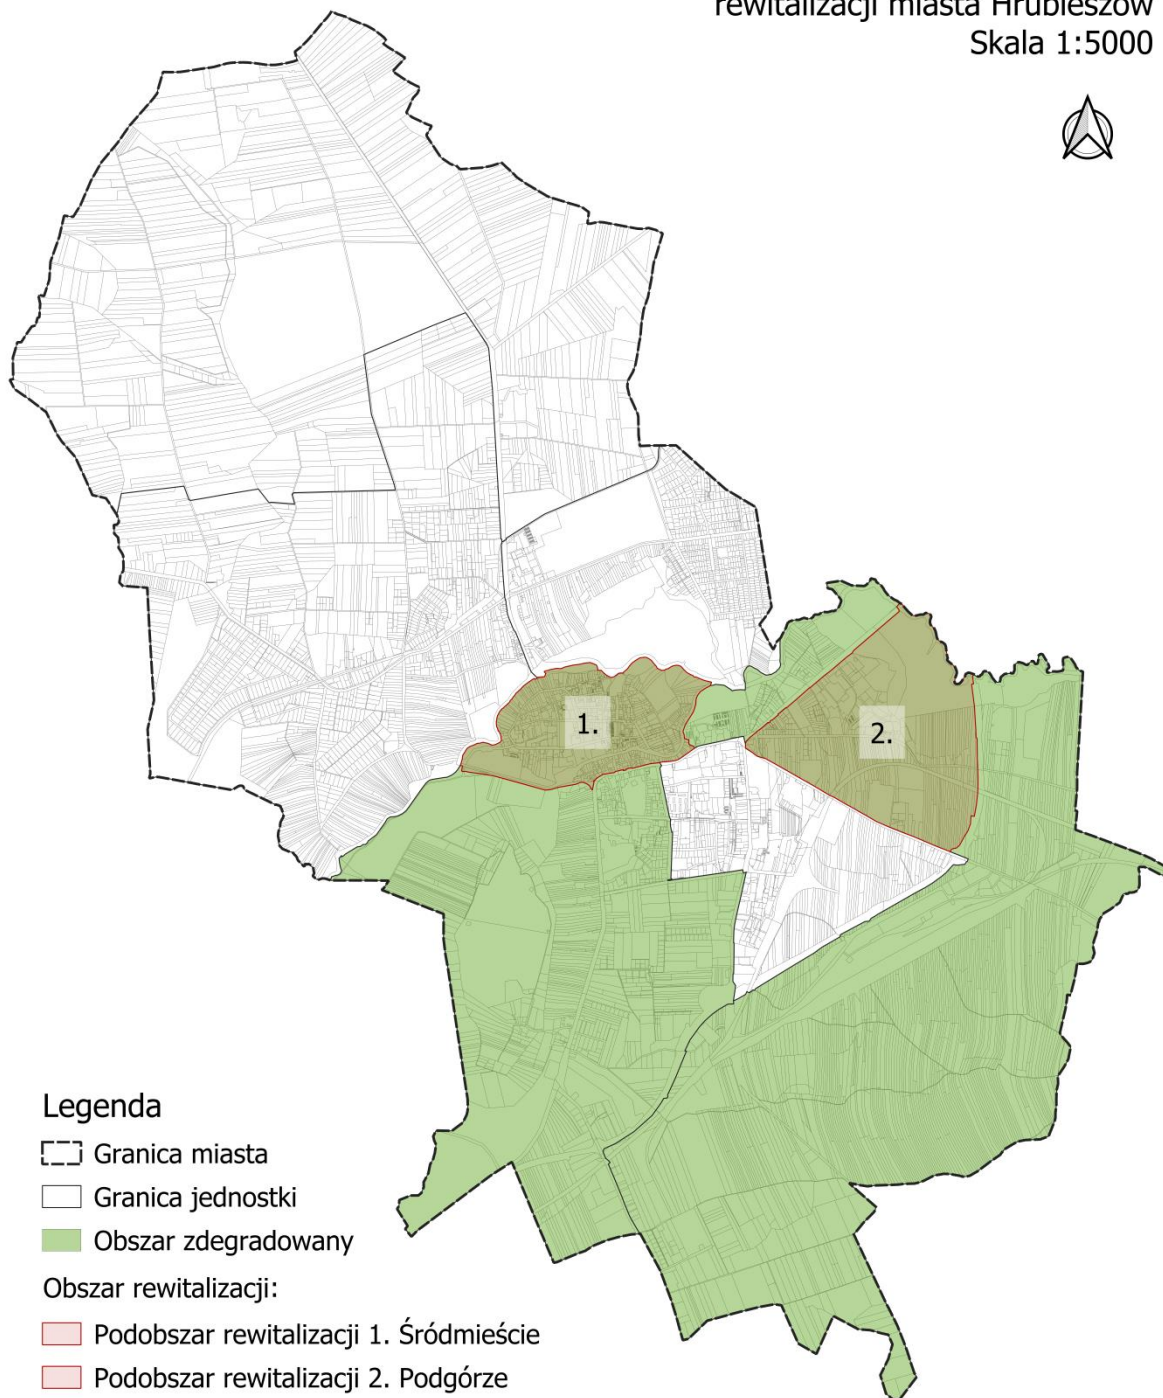 rewitalizacji miasta Hrubieszów
Skala 1:5000
1.
2.
Legenda
Granica miasta
Granica jednostki
Obszar zdegradowany
Obszar rewitalizacji:
Podobszar rewitalizacji 1. Śródmieście
Podobszar rewitalizacji 2. Podgórze